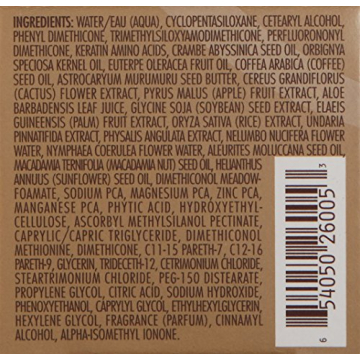 INGREDIENTS: WATER/EAU (AQUA), CYCLOPENTASILOXANE, CETEARYL ALCOHOL,
PHENYL DIMETHICONE, TRIMETHYLSILOXYAMODIMETHICONE, PERFLUORONONYL
DIMETHICONE, KERATIN AMINO ACIDS, CRAMBE ABYSSINICA SEED OIL, ORBIGNYA
SPECIOSA KERNEL OIL, EUTERPE OLERACEA FRUIT OIL, COFFEA ARABICA (COFFEE)
SEED OIL, ASTROCARYUM MURUMURU SEED BUTTER, CEREUS GRANDIFLORUS
(CACTUS) FLOWER EXTRACT, PYRUS MALUS (APPLE) FRUIT EXTRACT, ALOE
BARBADENSIS LEAF JUICE, GLYCINE SOJA (SOYBEAN) SEED EXTRACT, ELAEIS
GUINEENSIS (PALM) FRUIT EXTRACT, ORYZA SATIVA (RICE) EXTRACT, UNDARIA
PINNATIFIDA EXTRACT, PHYSALIS ANGULATA EXTRACT, NELUMBO NUCIFERA FLOWER
WATER, NYMPHAEA COERULEA FLOWER WATER, ALEURITES MOLUCCANA SEED OIL,
MACADAMIA TERNIFOLIA (MACADAMIA NUT) SEED OIL, HELIANTHUS
ANNUUS (SUNFLOWER) SEED OIL, DIMETHICONOL MEADOW-
FOAMATE, SODIUM PCA, MAGNESIUM PCA, ZINC PCA,
MANGANESE PCA, PHYTIC ACID, HYDROXYETHYL-
CELLULOSE, ASCORBYL METHYLSILANOL PECTINATE,
CAPRYLIC/CAPRIC TRIGLYCERIDE, DIMETHICONOL
METHIONINE, DIMETHICONE, C11-15 PARETH-7, C12-16
PARETH-9, GLYCERIN, TRIDECETH-12, CETRIMONIUM CHLORIDE,
STEARTRIMONIUM CHLORIDE, PEG-150 DISTEARATE,
PROPYLENE GLYCOL, CITRIC ACID, SODIUM HYDROXIDE,
PHENOXYETHANOL, CAPRYLYL GLYCOL, ETHYLHEXYLGLYCERIN,
HEXYLENE GLYCOL, FRAGRANCE (PARFUM), CINNAMYL
ALCOHOL, ALPHA-ISOMETHYL IONONE.
6 54050 26005 3